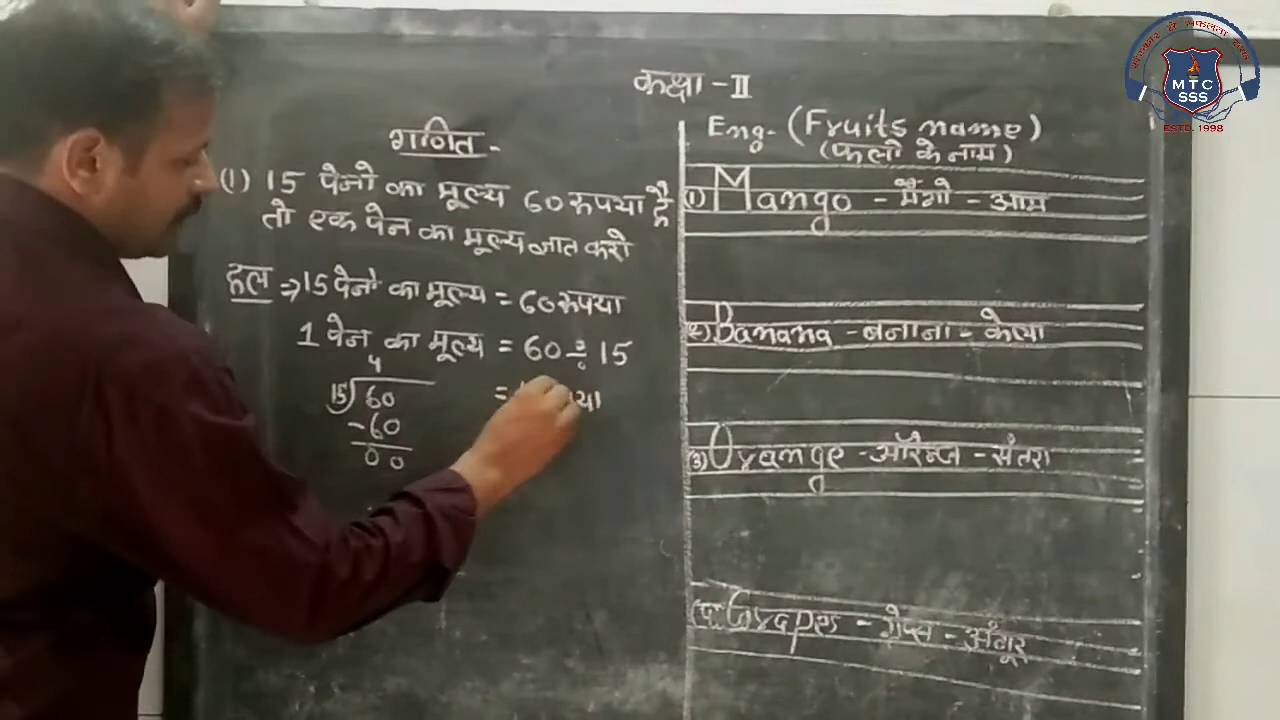 कक्षा - II
गणित -
(1) 15 पेनो का मूल्य 60 रुपया है
तो एक पेन का मूल्य ज्ञात करो
हल ⇒ 15 पेनो का मूल्य = 60 रुपया
1 पेन का मूल्य = 60 ÷ 15
4
15) 60
- 60
00
=
Eng- (Fruits name)
(फलो के नाम)
(1) Mango - मैंगो - आम
(2) Banana - बनाना - केला
(3) Orange - ऑरेन्ज - संतरा
Grapes - ग्रेप्स - अंगूर
MTC
SSS
ESTD. 1998